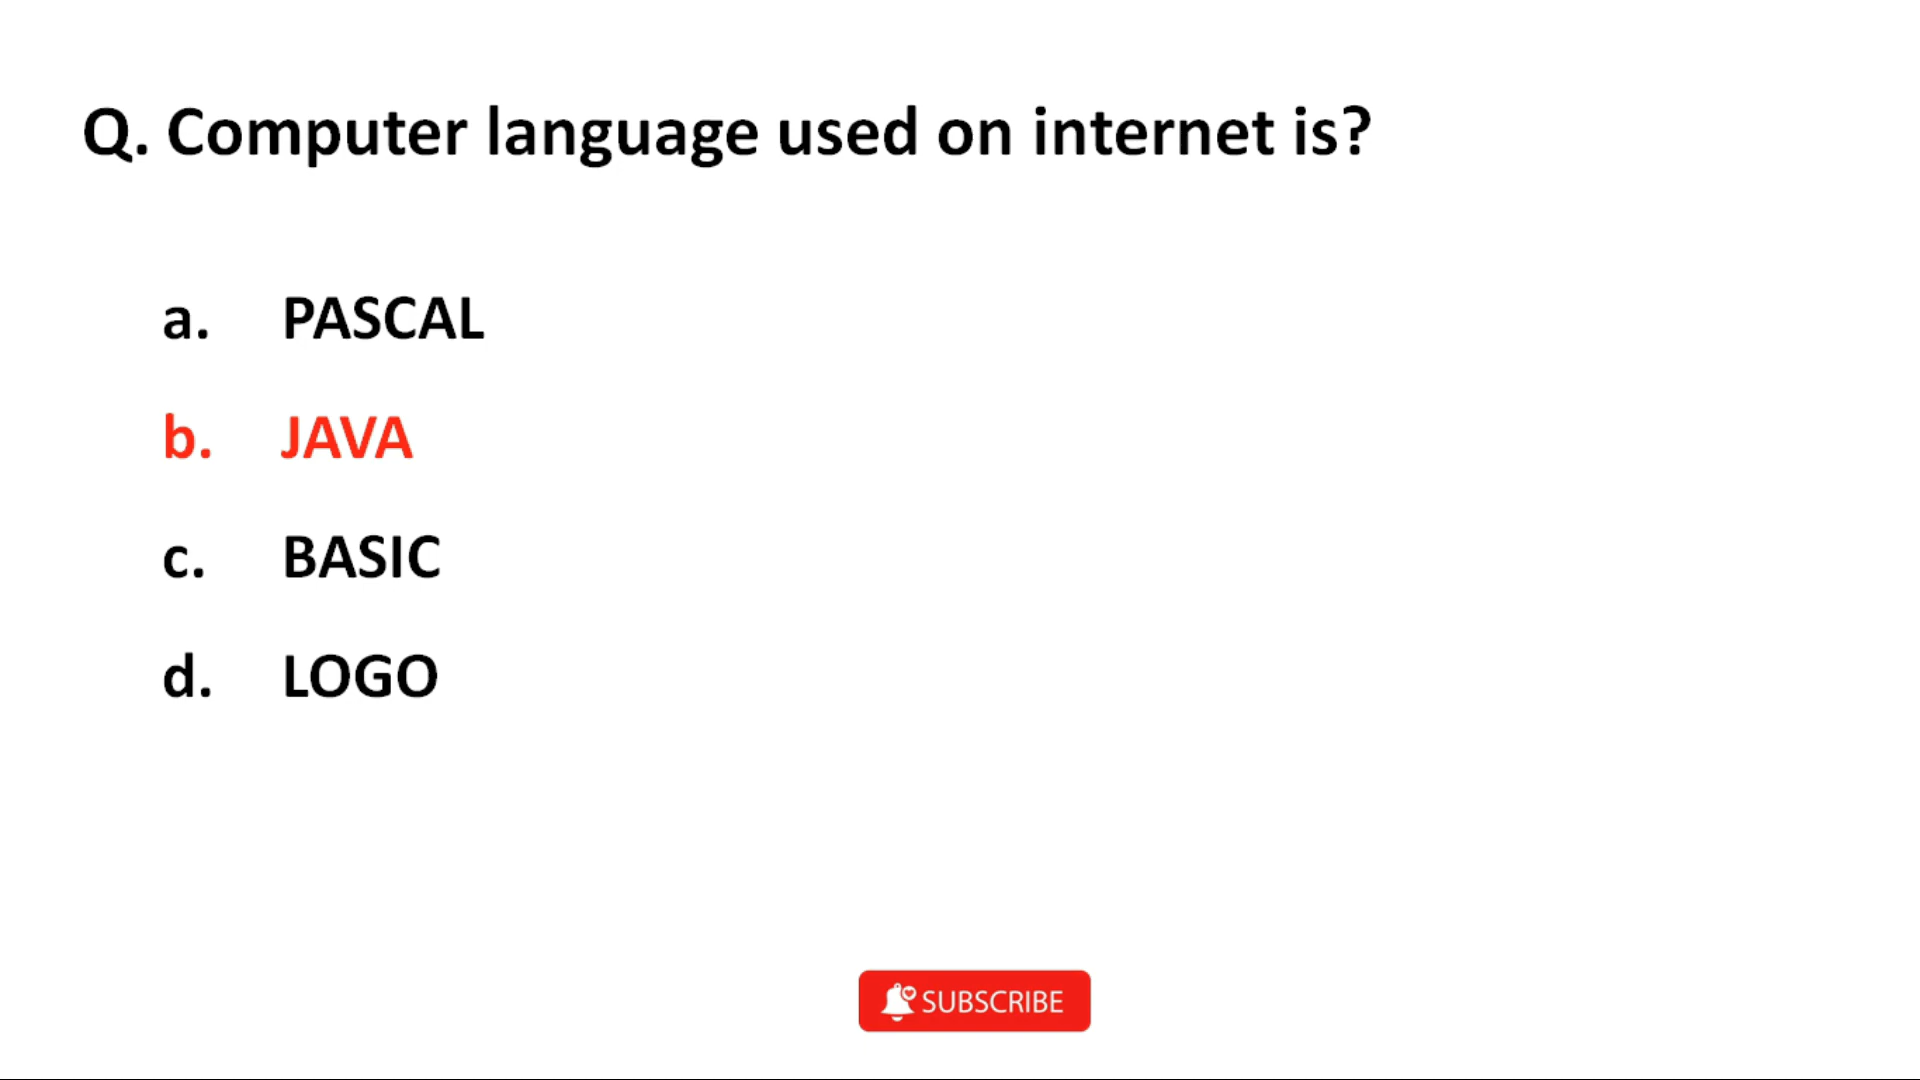 Q. Computer language used on internet is?
a. PASCAL
b. JAVA
c. BASIC
d. LOGO
SUBSCRIBE